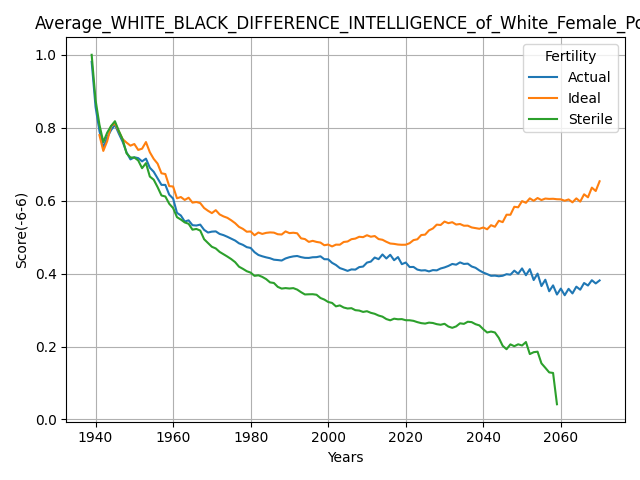 Average_WHITE_BLACK_DIFFERENCE_INTELLIGENCE_of_White_Female_Po
Score(-6-6)
1.0
0.8
0.6
0.4
0.2
0.0
Fertility
Actual
Ideal
Sterile
1940 1960 1980 2000 2020 2040 2060
Years